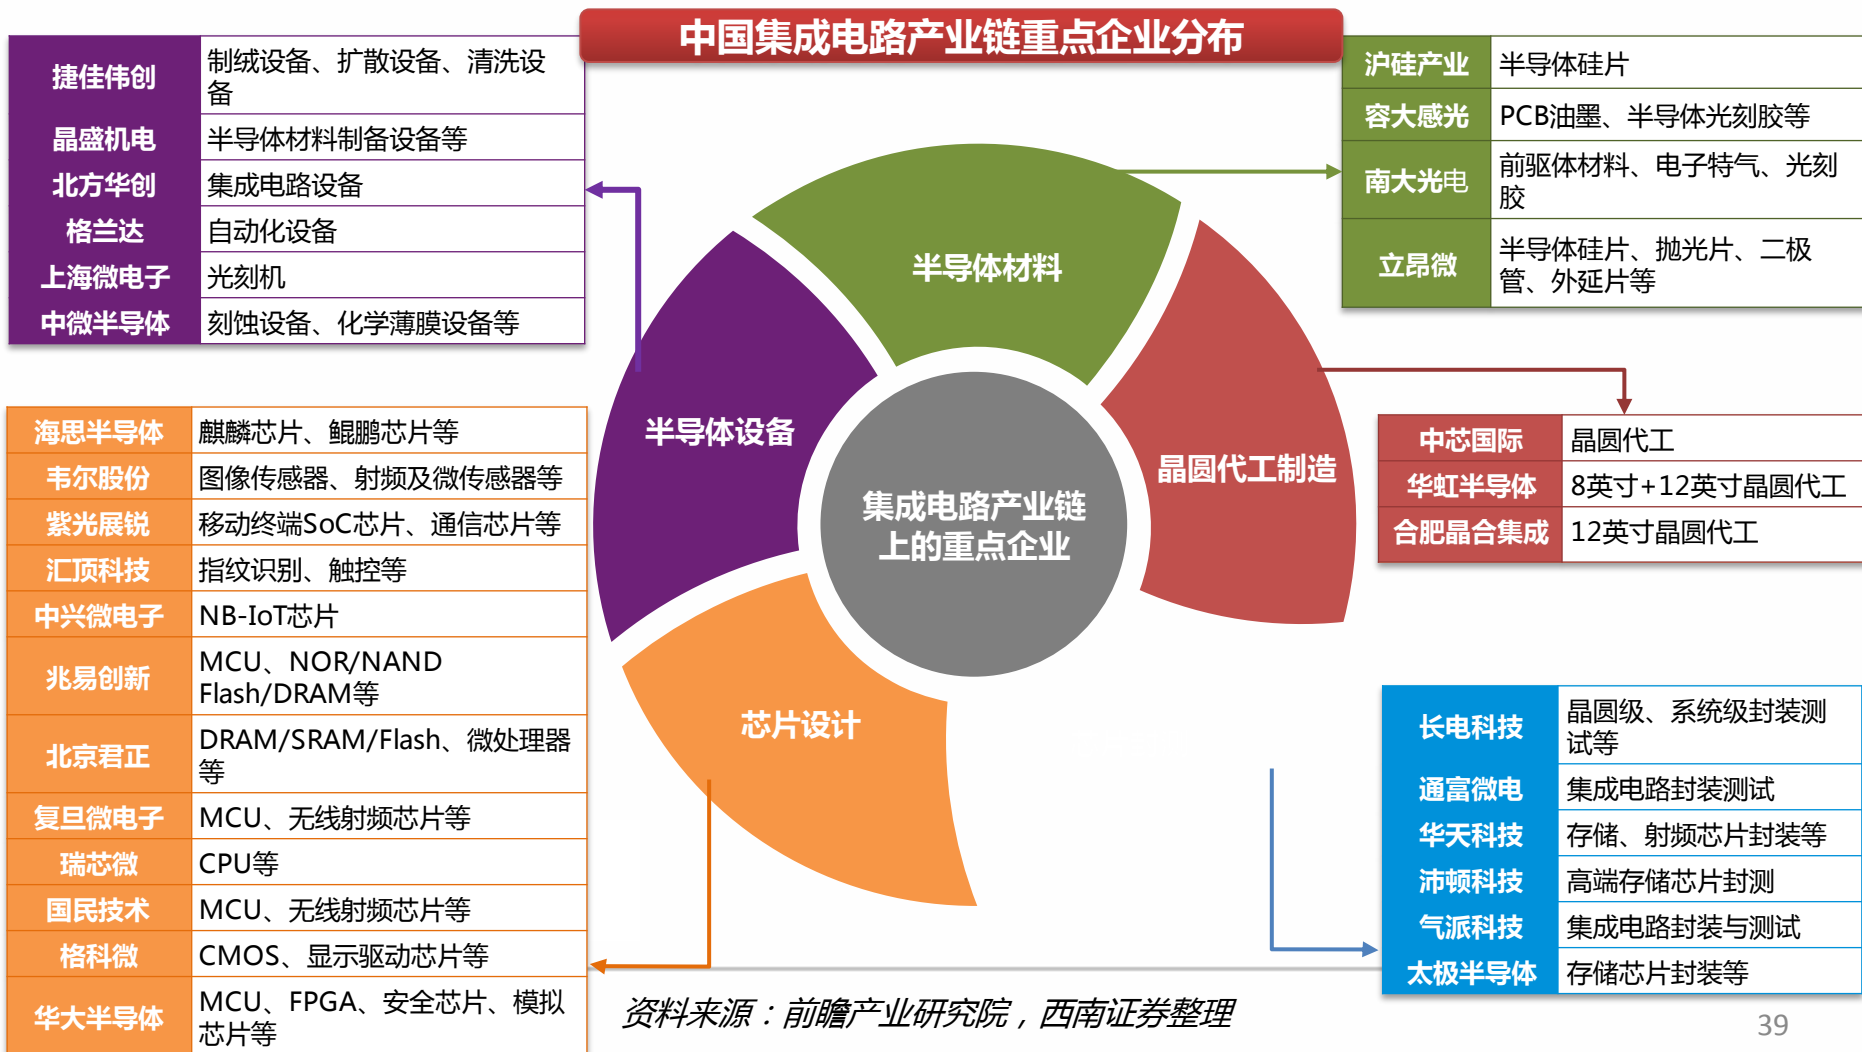 中国集成电路产业链重点企业分布
捷佳伟创
制绒设备、扩散设备、清洗设
备
晶盛机电
半导体材料制备设备等
北方华创
集成电路设备
格兰达
自动化设备
上海微电子
光刻机
中微半导体
刻蚀设备、化学薄膜设备等
海思半导体
麒麟芯片、鲲鹏芯片等
韦尔股份
图像传感器、射频及微传感器等
紫光展锐
移动终端SoC芯片、通信芯片等
汇顶科技
指纹识别、触控等
中兴微电子
NB-IoT芯片
兆易创新
MCU、NOR/NAND
Flash/DRAM等
北京君正
DRAM/SRAM/Flash、微处理器
等
复旦微电子
MCU、无线射频芯片等
瑞芯微
CPU等
国民技术
MCU、无线射频芯片等
格科微
CMOS、显示驱动芯片等
华大半导体
MCU、FPGA、安全芯片、模拟
芯片等
半导体材料
半导体设备
晶圆代工制造
集成电路产业链
上的重点企业
芯片设计
沪硅产业
半导体硅片
容大感光
PCB油墨、半导体光刻胶等
南大光电
前驱体材料、电子特气、光刻
胶
立昂微
半导体硅片、抛光片、二极
管、外延片等
中芯国际
晶圆代工
华虹半导体
8英寸+12英寸晶圆代工
合肥晶合集成
12英寸晶圆代工
长电科技
晶圆级、系统级封装测
试等
通富微电
集成电路封装测试
华天科技
存储、射频芯片封装等
沛顿科技
高端存储芯片封测
气派科技
集成电路封装与测试
太极半导体
存储芯片封装等
资料来源：前瞻产业研究院，西南证券整理
39